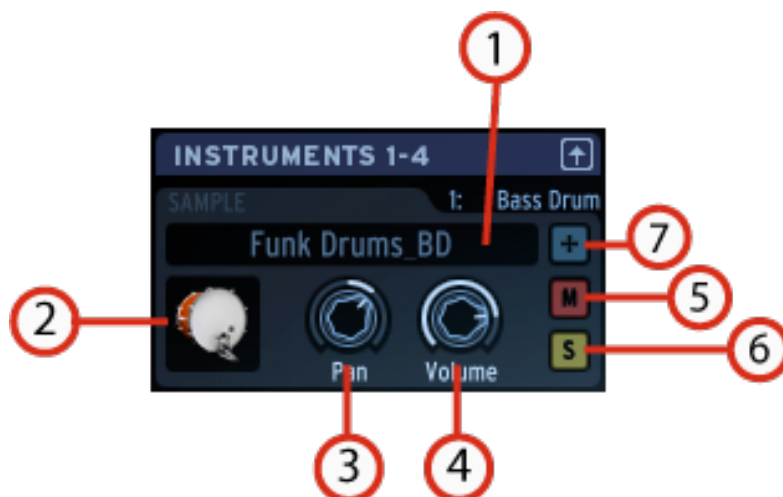 1
INSTRUMENTS 1-4
SAMPLE 1: Bass Drum
Funk Drums_BD +
7
2
M
5
Pan Volume
S
6
3 4